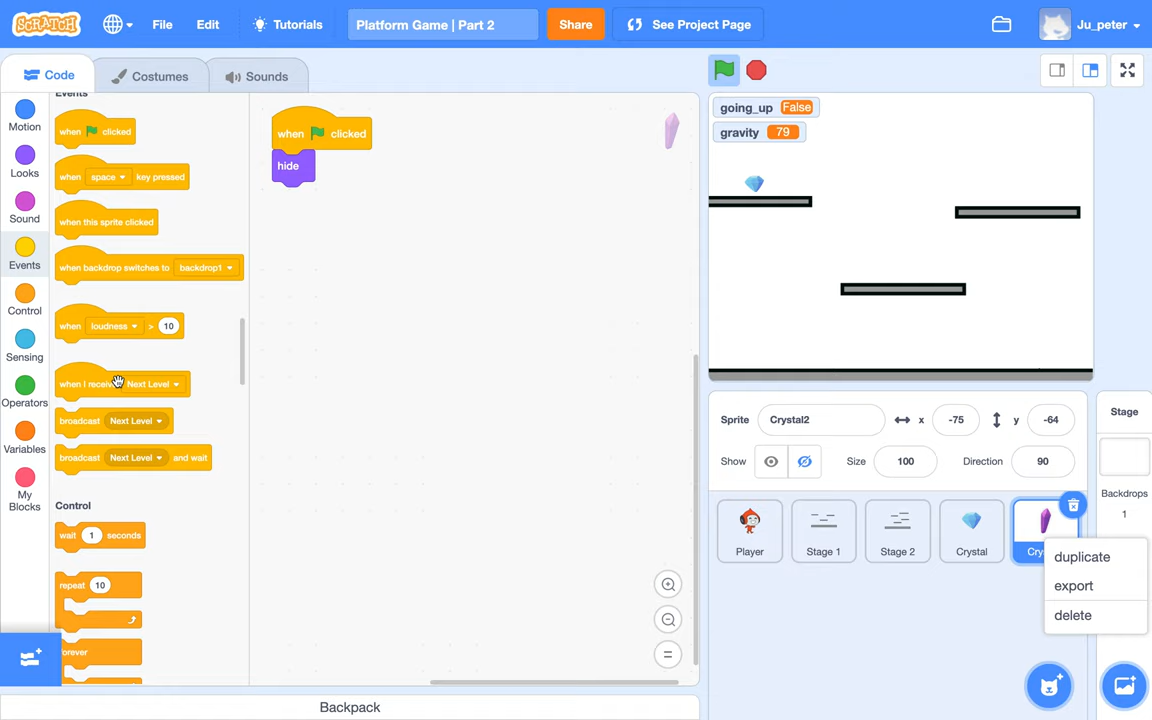 SCRATCH File Edit Tutorials Platform Game | Part 2 Share See Project Page Ju_peter
Code Costumes Sounds
Motion
Looks
Sound
Events
Control
Sensing
Operators
Variables
My
Blocks
Events
when clicked
when space key pressed
when this sprite clicked
when backdrop switches to backdrop1
when loudness > 10
when I receive Next Level
broadcast Next Level
broadcast Next Level and wait
Control
wait 1 seconds
repeat 10
forever
when clicked
hide
going_up False
gravity 79
Sprite Crystal2 x -75 y -64
Show Size 100 Direction 90
Player
Stage 1
Stage 2
Crystal
duplicate
export
delete
Stage
Backdrops
1
Backpack